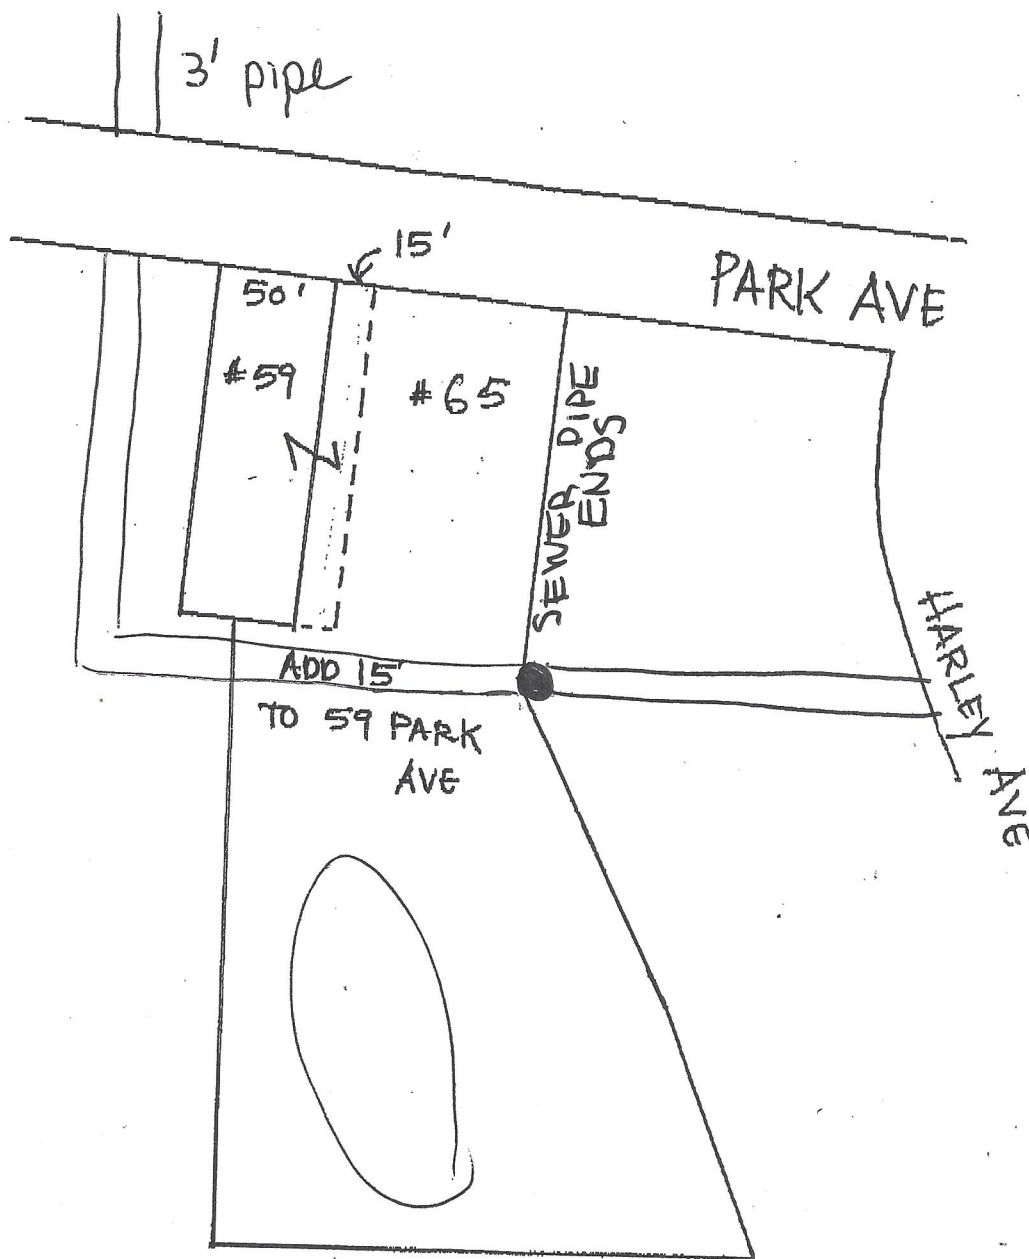 3' pipe
15'
50'
PARK AVE
#59
#65
SEWER PIPE
ENDS
HARLEY AVE
ADD 15'
TO 59 PARK
AVE